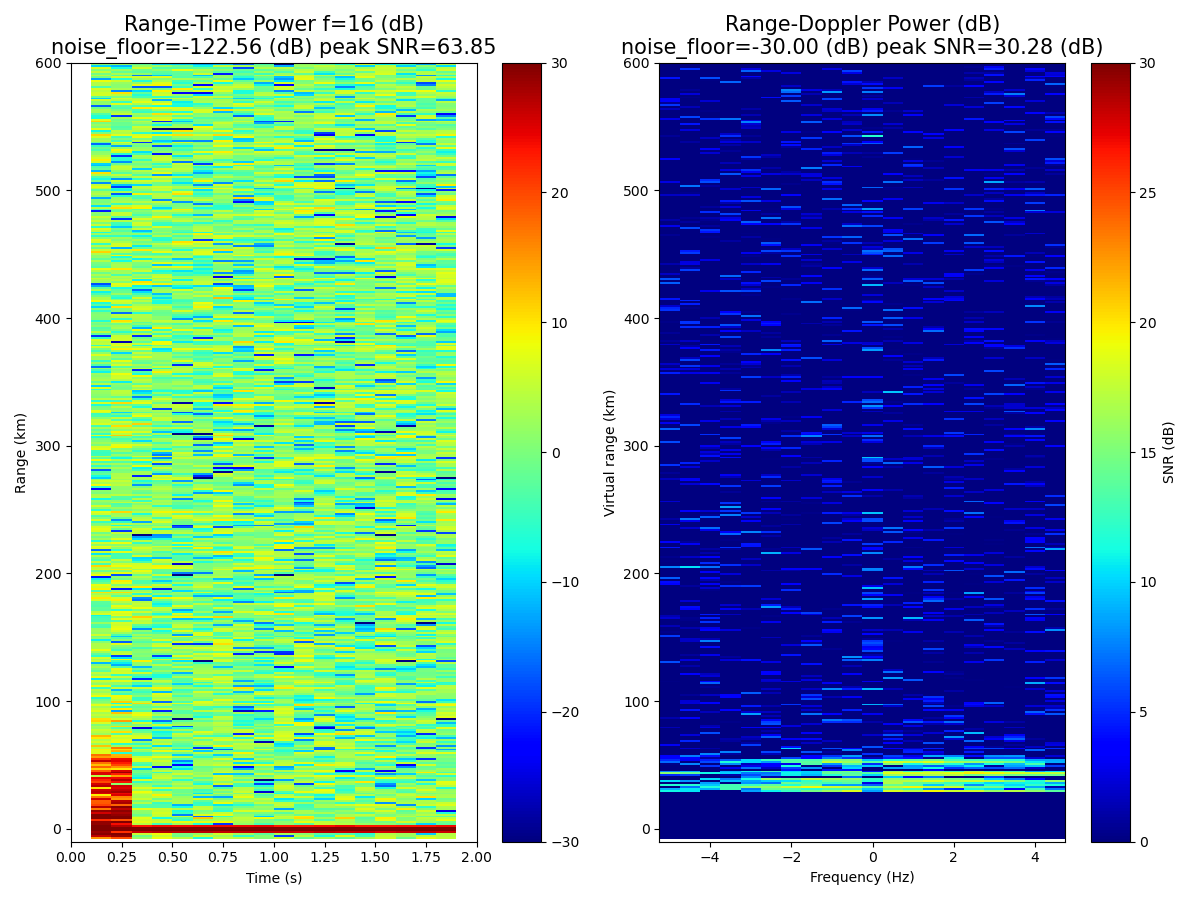 Range-Time Power f=16 (dB)
noise_floor=-122.56 (dB) peak SNR=63.85
600
500
400
300
200
100
0
Range (km)
0.00 0.25 0.50 0.75 1.00 1.25 1.50 1.75 2.00
Time (s)
30
20
10
0
−10
−20
−30
Range-Doppler Power (dB)
noise_floor=-30.00 (dB) peak SNR=30.28 (dB)
600
500
400
300
200
100
0
Virtual range (km)
−4 −2 0 2 4
Frequency (Hz)
30
25
20
15
10
5
0
SNR (dB)